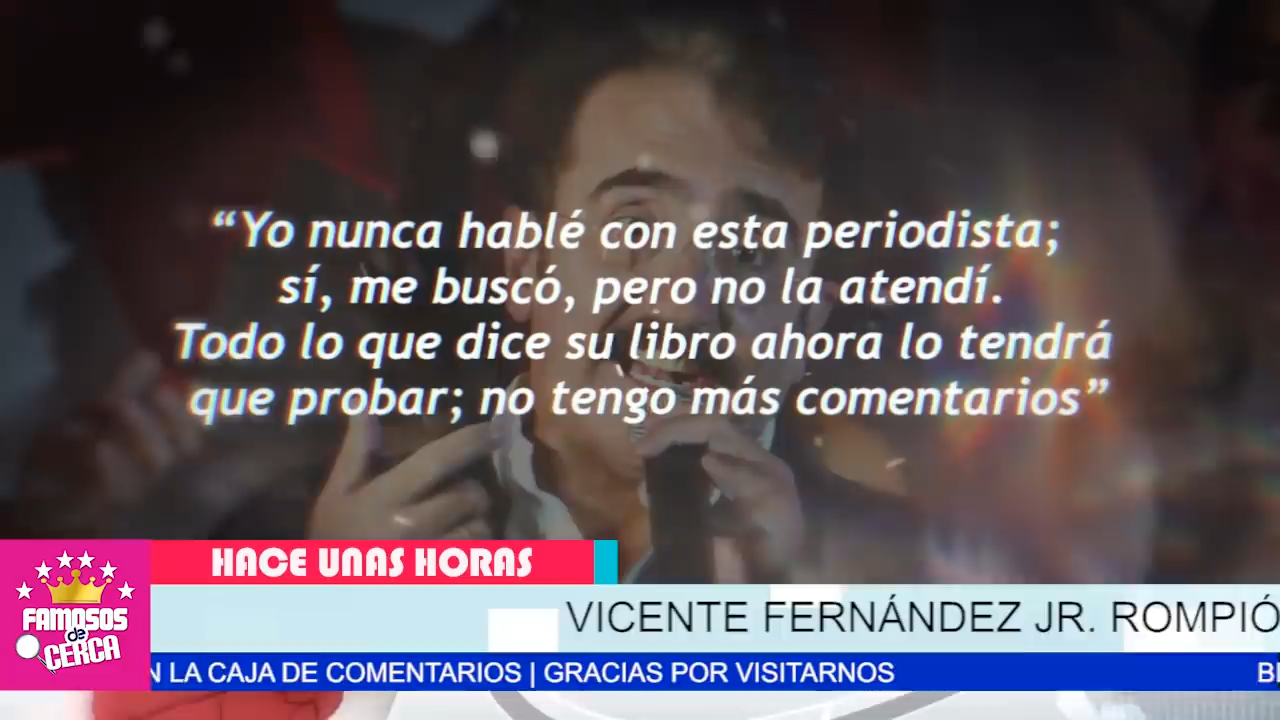 “Yo nunca hablé con esta periodista;
sí, me buscó, pero no la atendí.
Todo lo que dice su libro ahora lo tendrá
que probar; no tengo más comentarios”
HACE UNAS HORAS
FAMOSOS
de
CERCA
VICENTE FERNÁNDEZ JR. ROMPIÓ
N LA CAJA DE COMENTARIOS | GRACIAS POR VISITARNOS